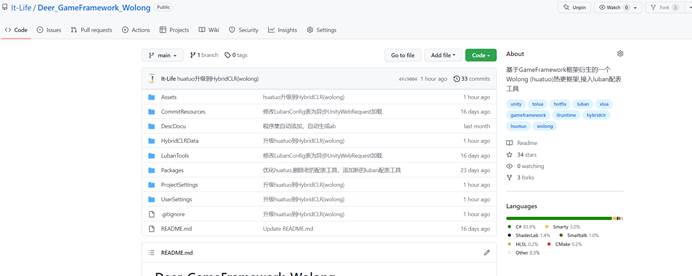 It-Life / Deer_GameFramework_Wolong Public
Unpin Watch 0 Fork 3
Code Issues Pull requests Actions Projects Wiki Security Insights Settings
main 1 branch 0 tags Go to file Add file Code
It-Life huatuo升级到HybridCLR(wolong) 1 hour ago 33 commits
Assets huatuo升级到HybridCLR(wolong) 1 hour ago
CommitResources 修改LubanConfig表为异步UnityWebRequest加载 16 days ago
DescDocu 程序集自动添加，自动生成ab last month
HybridCLRData 升级huatuo到HybridCLR(wolong) 1 hour ago
LubanTools 修改LubanConfig表为异步UnityWebRequest加载 16 days ago
Packages 优化huatuo,删除老的配表工具，添加新的luban配表工具 23 days ago
ProjectSettings 升级huatuo到HybridCLR(wolong) 1 hour ago
UserSettings 升级huatuo到HybridCLR(wolong) 1 hour ago
.gitignore 升级huatuo到HybridCLR(wolong) 1 hour ago
README.md Update README.md 16 days ago
README.md
Deer_GameFramework_Wolong
About
基于GameFramework框架衍生的一个
Wolong (huatuo)热更框架,接入luban配表
工具
unity tolua hotfix luban xlua
gameframework ilruntime hybridclr
huatuo wolong
Readme
34 stars
0 watching
3 forks
Languages
C# 93.9% Smarty 3.0%
ShaderLab 1.4% Smalltalk 1.0%
HLSL 0.2% CMake 0.2%
Other 0.3%